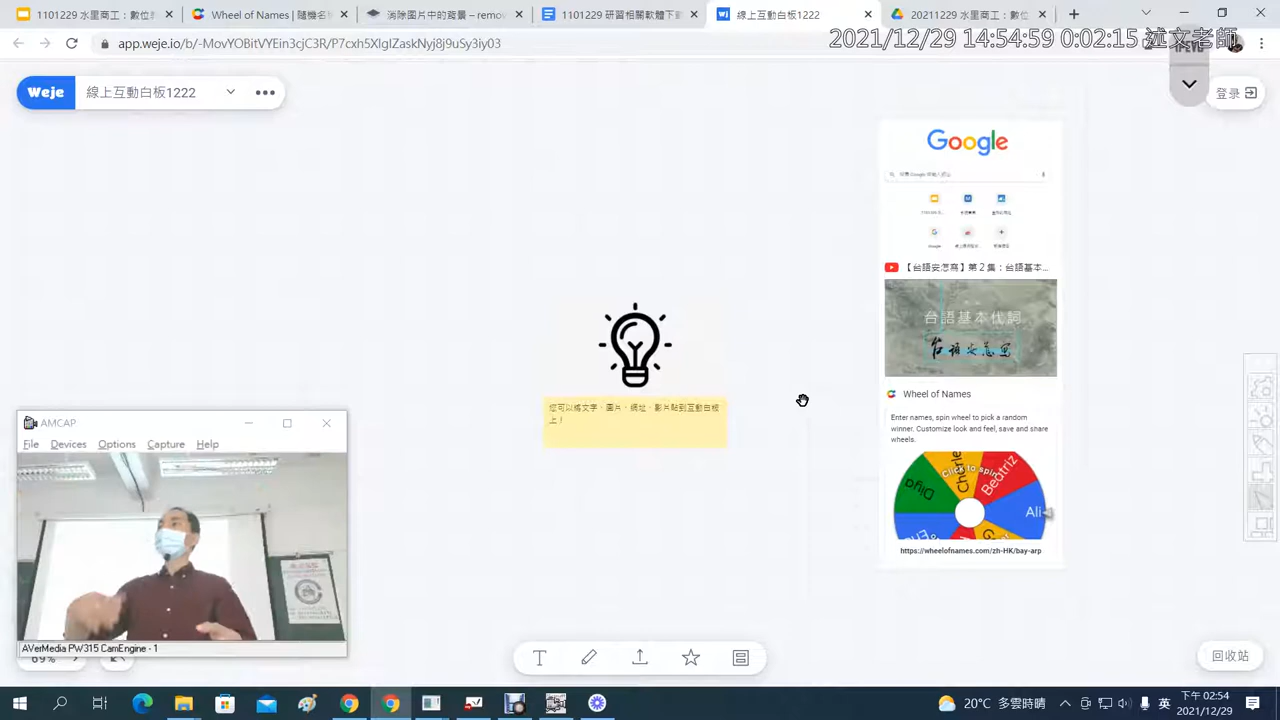 1101229 水里商工：數位
Wheel of Names | 隨機名
消除图片中的背景 – remov
1101229 研習相關軟體下
線上互動白板1222
20211229 水里商工：數位
app.weje.io/b/-MovYOBitVYEin3cjC3R/P7cxh5XlgIZaskNyj8j9uSy3iy03
2021/12/29 14:54:59 0:02:15 述文老師
Weje
線上互動白板1222
登录
Google
Google
【台語安怎寫】第 2 集：台語基本...
台語基本代詞
Wheel of Names
Enter names, spin wheel to pick a random
winner. Customize look and feel, save and share
wheels.
Click to spin
Diya
Charle
Beatriz
Ali
https://wheelofnames.com/zh-HK/bay-arp
您可以將文字、圖片、網址、影片貼到互動白板
上！
AMCAP
File Devices Options Capture Help
AVerMedia PW315 CamEngine - 1
69%
T
回收站
20°C 多雲時晴
英
下午 02:54
2021/12/29